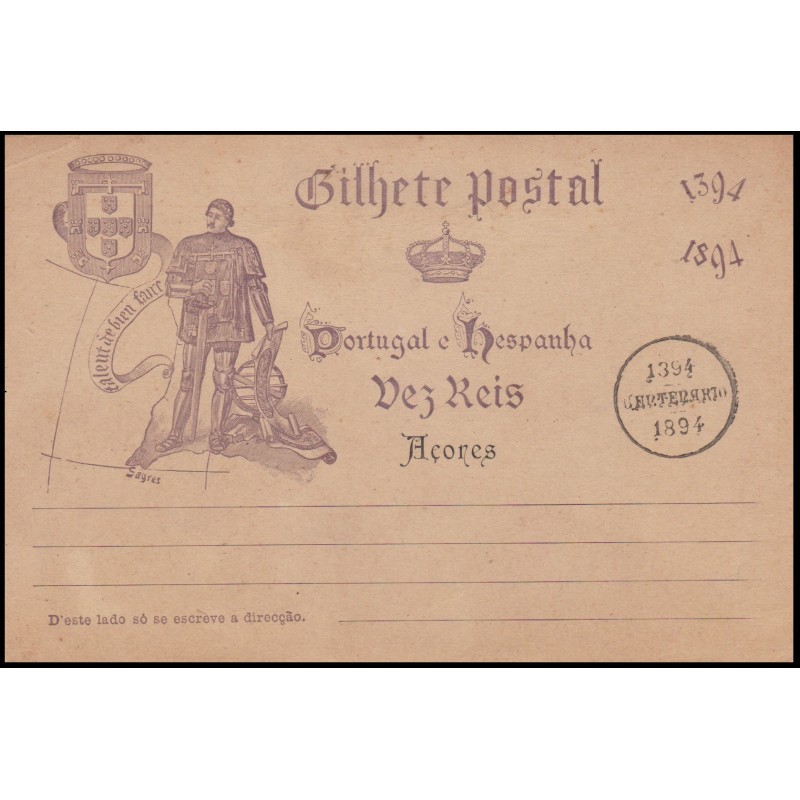 Bilhete Postal
1394
1894
talent de bien faire
Portugal e Hespanha
Dez Reis
Açores
1394
CENTENARIO
1894
Sagres
D'este lado só se escreve a direcção.